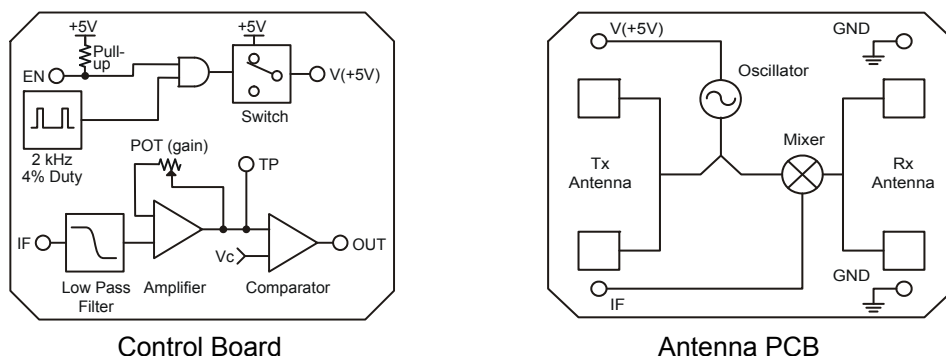 +5V
Pull-
up
EN
+5V
V(+5V)
Switch
2 kHz
4% Duty
POT (gain)
TP
IF
Vc
OUT
Low Pass
Filter
Amplifier
Comparator
Control Board
V(+5V)
GND
Oscillator
Mixer
Tx
Antenna
Rx
Antenna
GND
IF
Antenna PCB